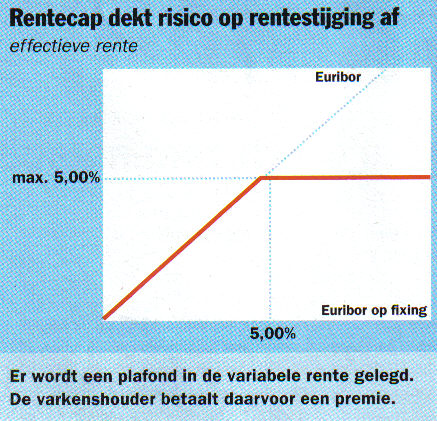 Rentecap dekt risico op rentestijging af
effectieve rente
Euribor
max. 5,00%
Euribor op fixing
5,00%
Er wordt een plafond in de variabele rente gelegd.
De varkenshouder betaalt daarvoor een premie.